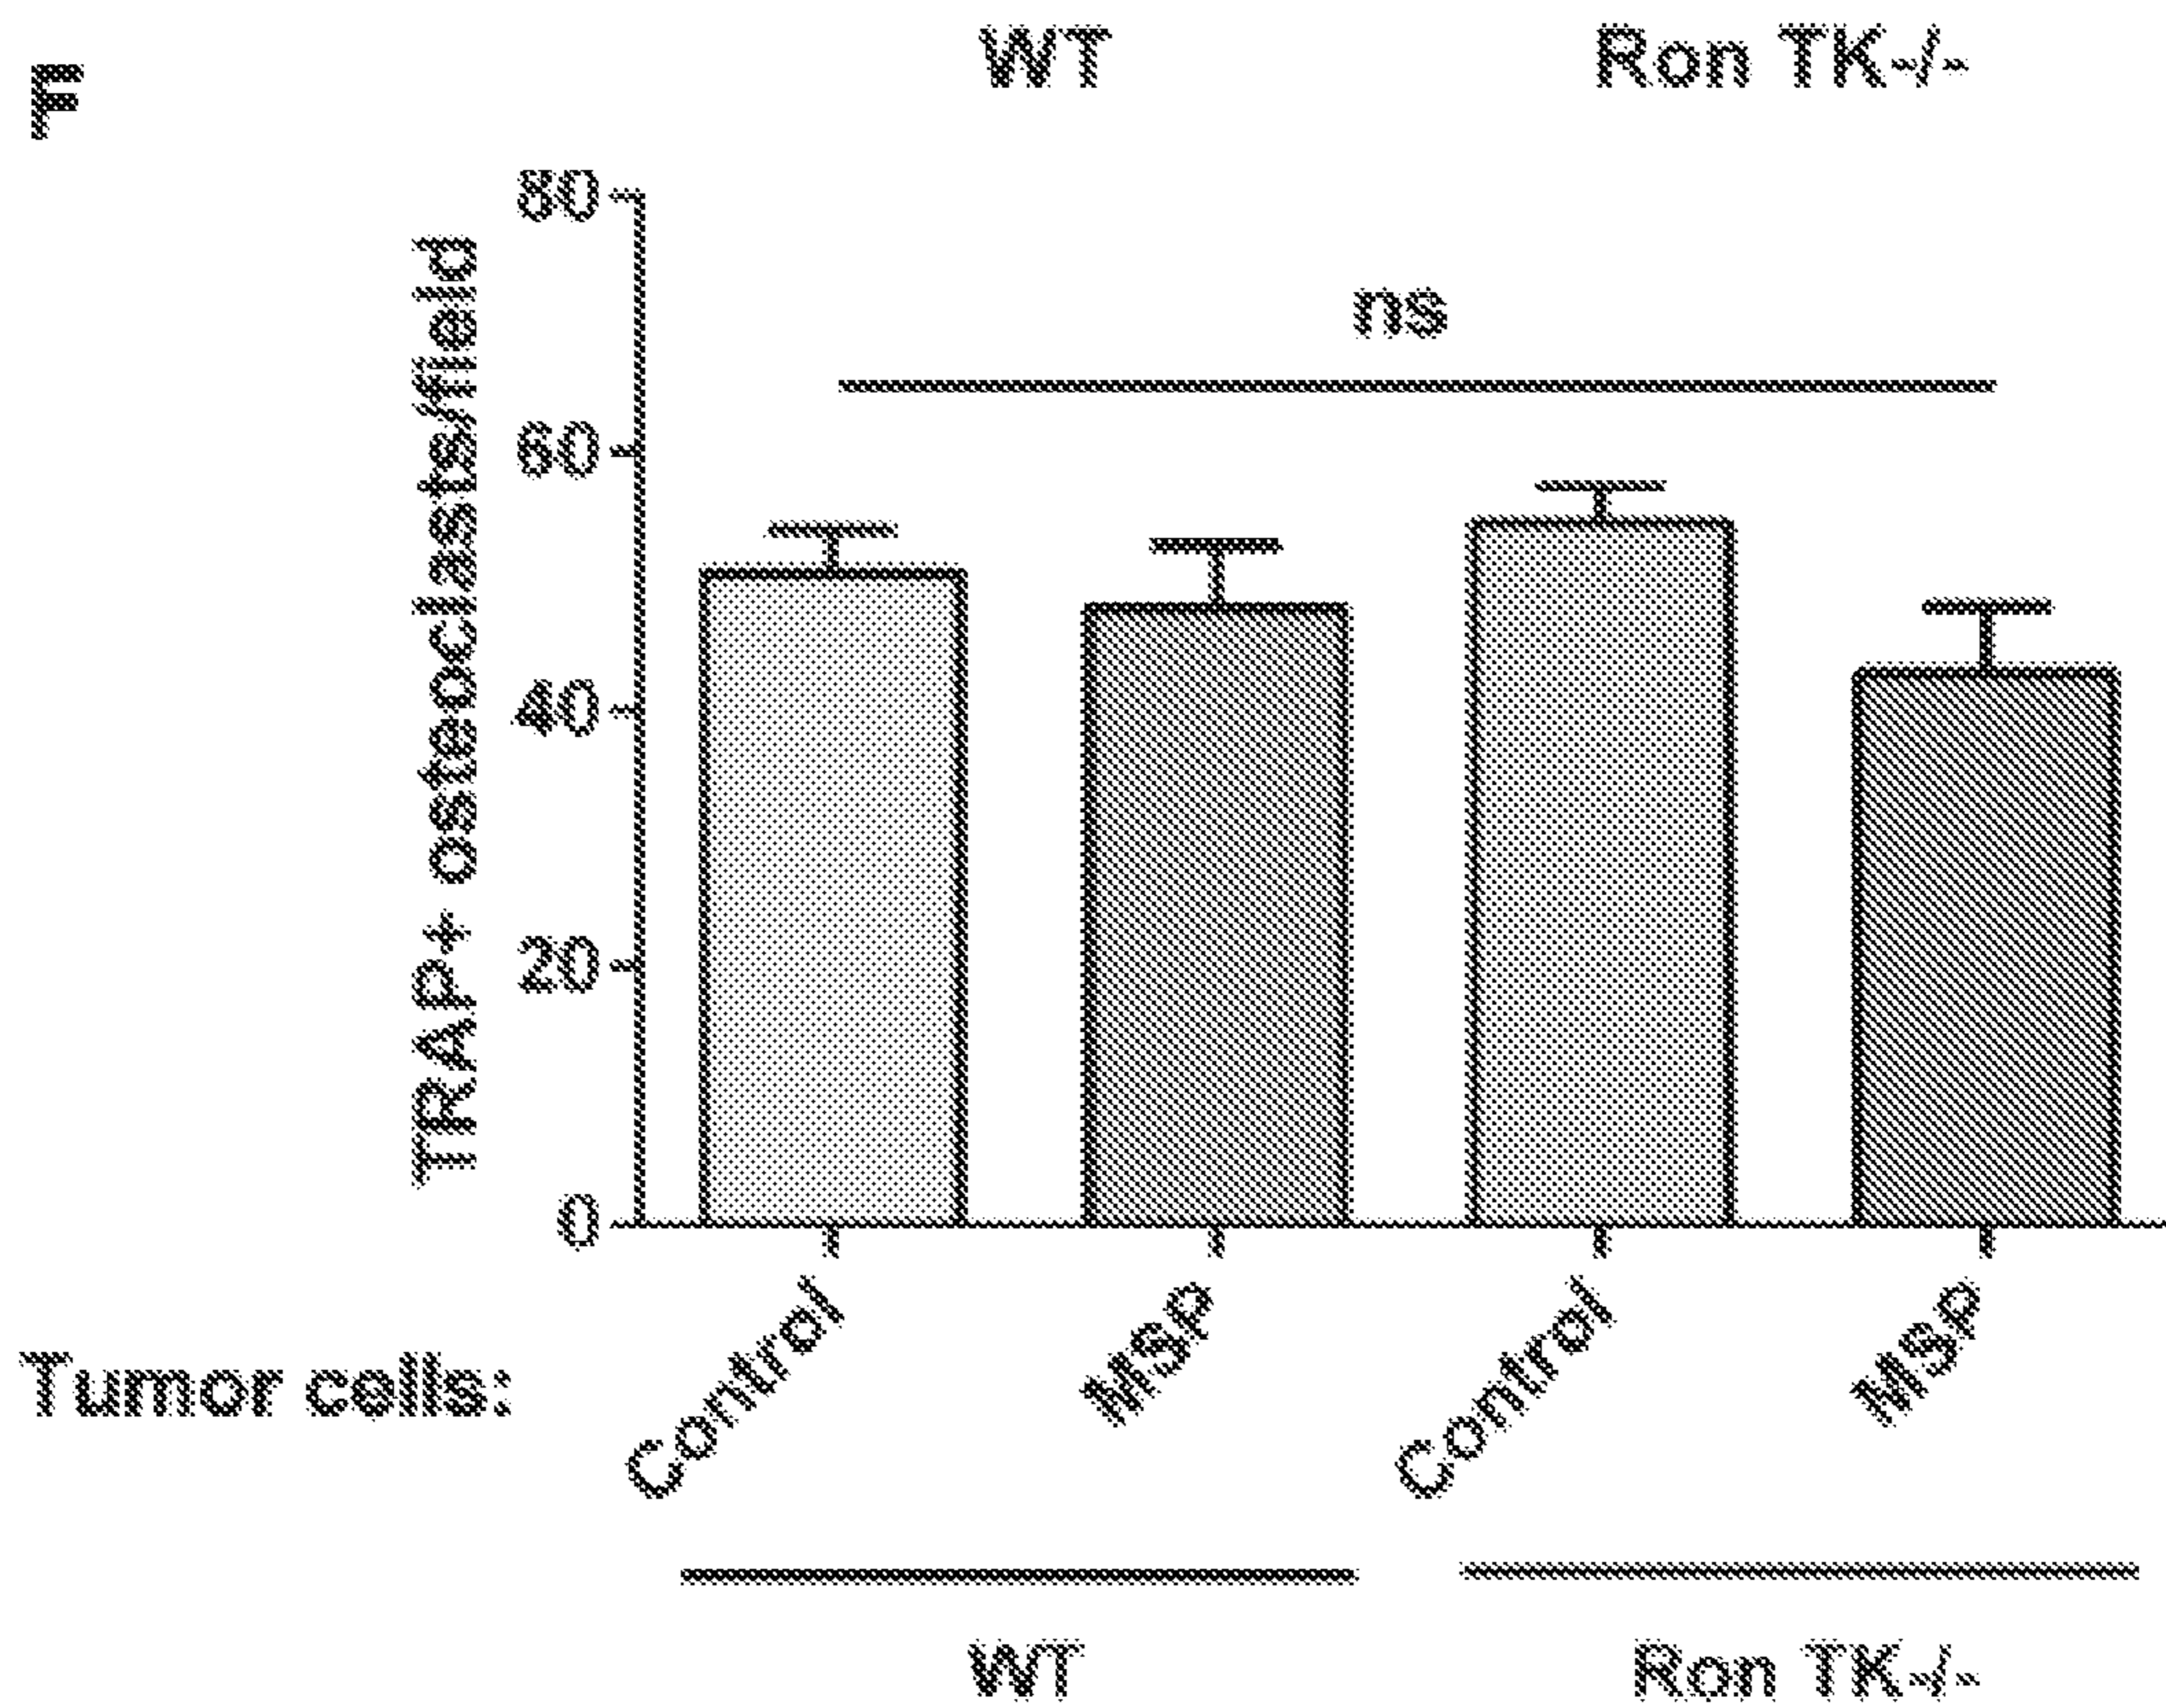 WT Ron TK-/-
F
80
ns
60
40
20
0
TRAP+ osteoclasts/field
Tumor cells: Control MSP Control MSP
WT Ron TK-/-